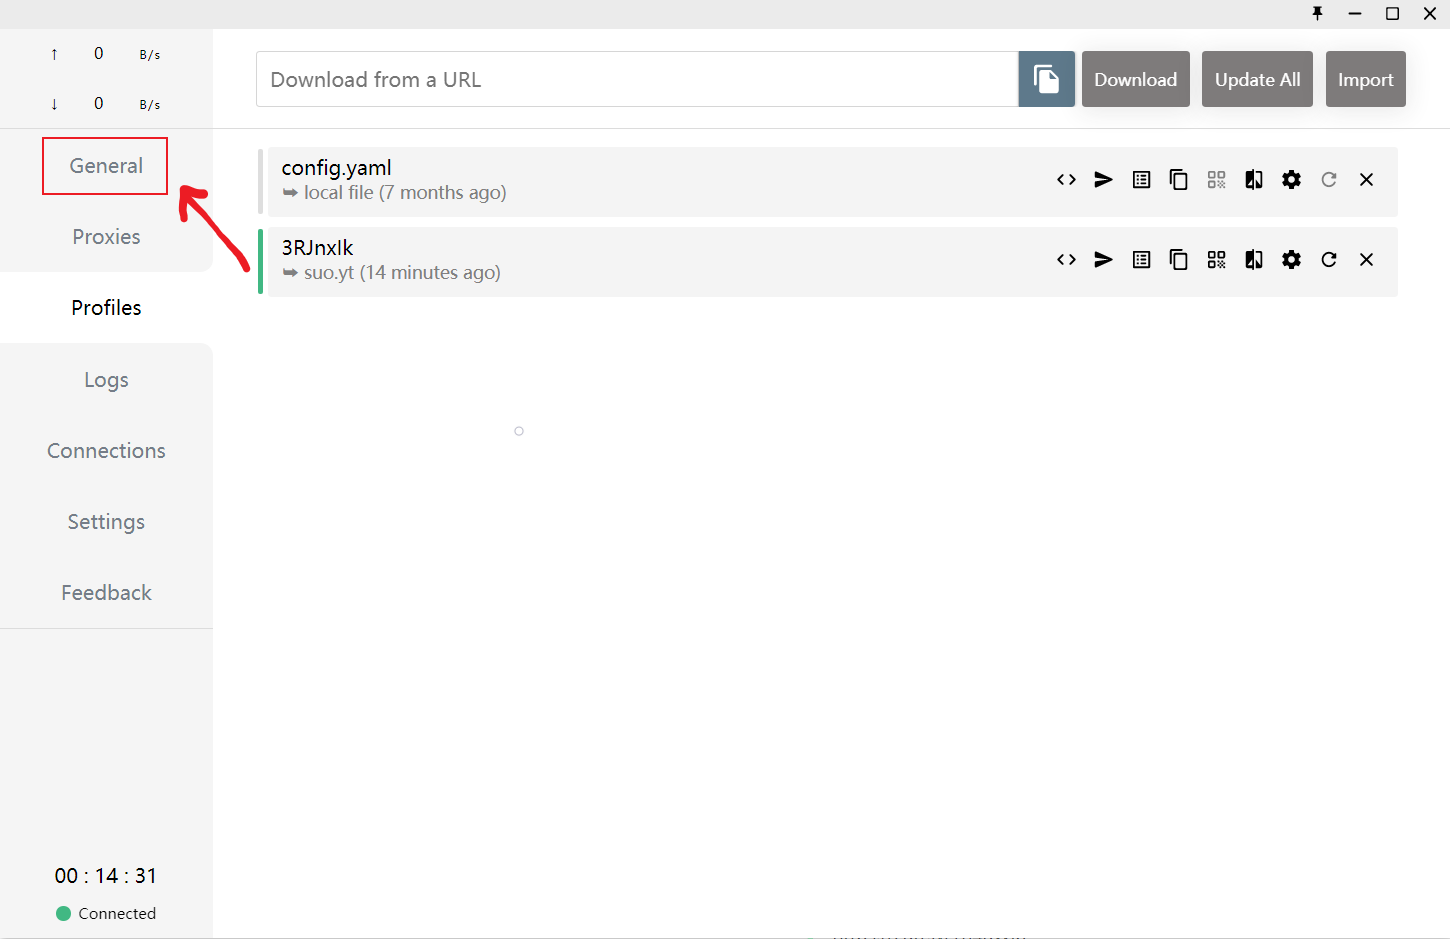 ↑ 0 B/s
↓ 0 B/s
General
Proxies
Profiles
Logs
Connections
Settings
Feedback
00 : 14 : 31
Connected
Download from a URL
Download
Update All
Import
config.yaml
local file (7 months ago)
3RJnxIk
suo.yt (14 minutes ago)